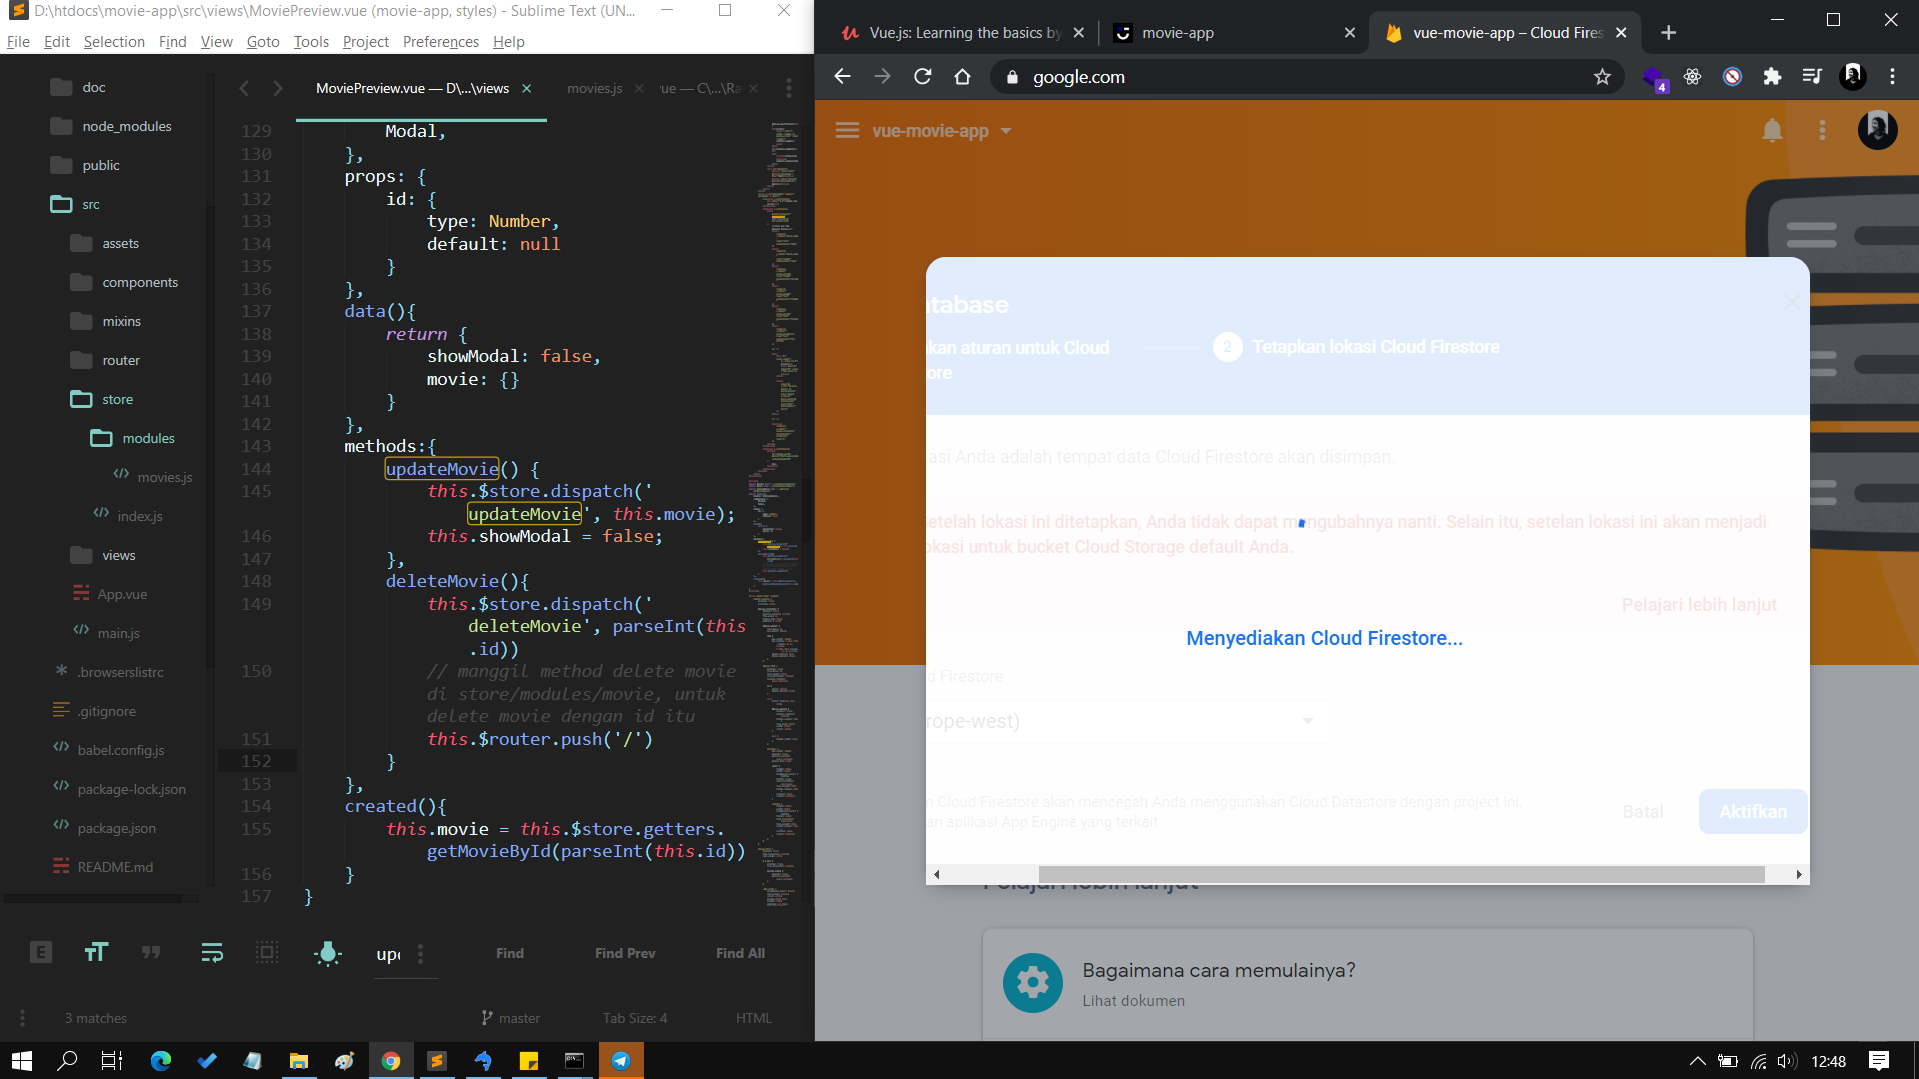 D:\htdocs\movie-app\src\views\MoviePreview.vue (movie-app, styles) - Sublime Text (UN...
File Edit Selection Find View Goto Tools Project Preferences Help
doc
node_modules
public
src
assets
components
mixins
router
store
modules
movies.js
index.js
views
App.vue
main.js
.browserslistrc
.gitignore
babel.config.js
package-lock.json
package.json
README.md
MoviePreview.vue — D\...\views
movies.js
ue — C\...\Ra
129 Modal,
130 },
131 props: {
132 id: {
133 type: Number,
134 default: null
135 }
136 },
137 data(){
138 return {
139 showModal: false,
140 movie: {}
141 }
142 },
143 methods:{
144 updateMovie() {
145 this.$store.dispatch('
updateMovie', this.movie);
146 this.showModal = false;
147 },
148 deleteMovie(){
149 this.$store.dispatch('
deleteMovie', parseInt(this
.id))
150 // manggil method delete movie
di store/modules/movie, untuk
delete movie dengan id itu
151 this.$router.push('/')
152 }
153 },
154 created(){
155 this.movie = this.$store.getters.
getMovieById(parseInt(this.id))
156 }
157 }
upd
Find
Find Prev
Find All
3 matches
master
Tab Size: 4
HTML
Vue.js: Learning the basics by
movie-app
vue-movie-app – Cloud Fires
google.com
4
vue-movie-app
tabase
kan aturan untuk Cloud
ore
2 Tetapkan lokasi Cloud Firestore
asi Anda adalah tempat data Cloud Firestore akan disimpan.
Setelah lokasi ini ditetapkan, Anda tidak dapat mengubahnya nanti. Selain itu, setelan lokasi ini akan menjadi
okasi untuk bucket Cloud Storage default Anda.
Pelajari lebih lanjut
Menyediakan Cloud Firestore...
d Firestore
rope-west)
n Cloud Firestore akan mencegah Anda menggunakan Cloud Datastore dengan project ini,
ari aplikasi App Engine yang terkait
Batal
Aktifkan
Pelajari lebih lanjut
Bagaimana cara memulainya?
Lihat dokumen
12:48